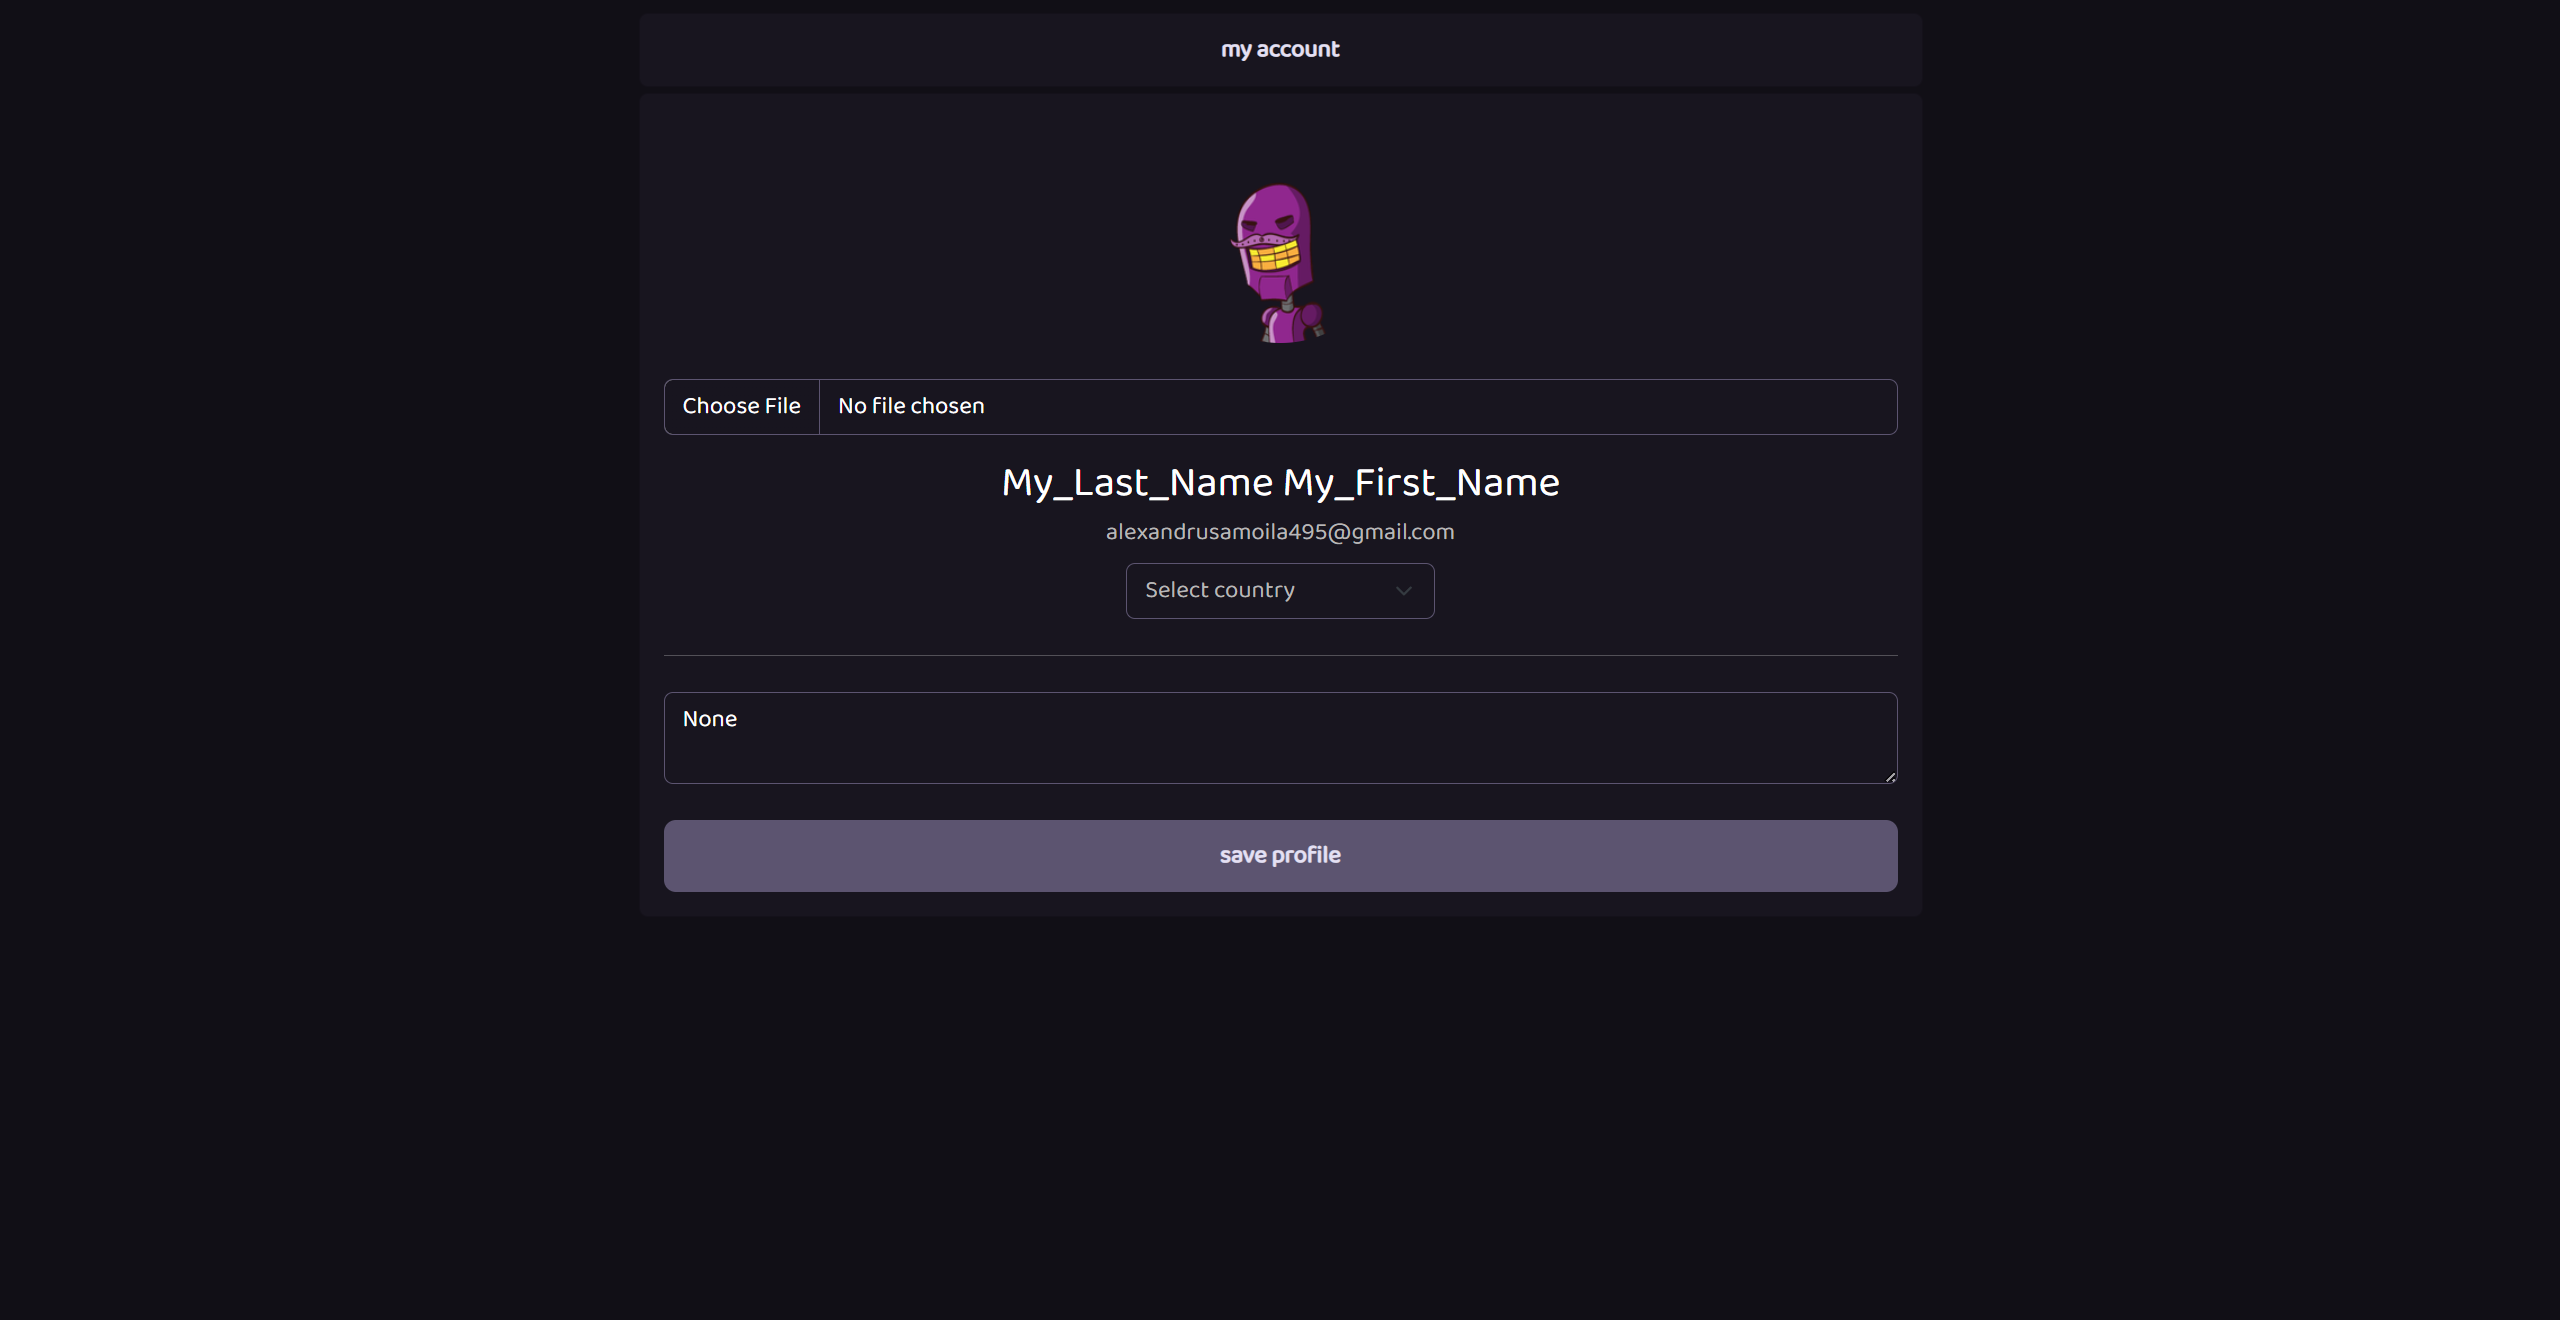 my account
Choose File No file chosen
My_Last_Name My_First_Name
alexandrusamoila495@gmail.com
Select country
None
save profile